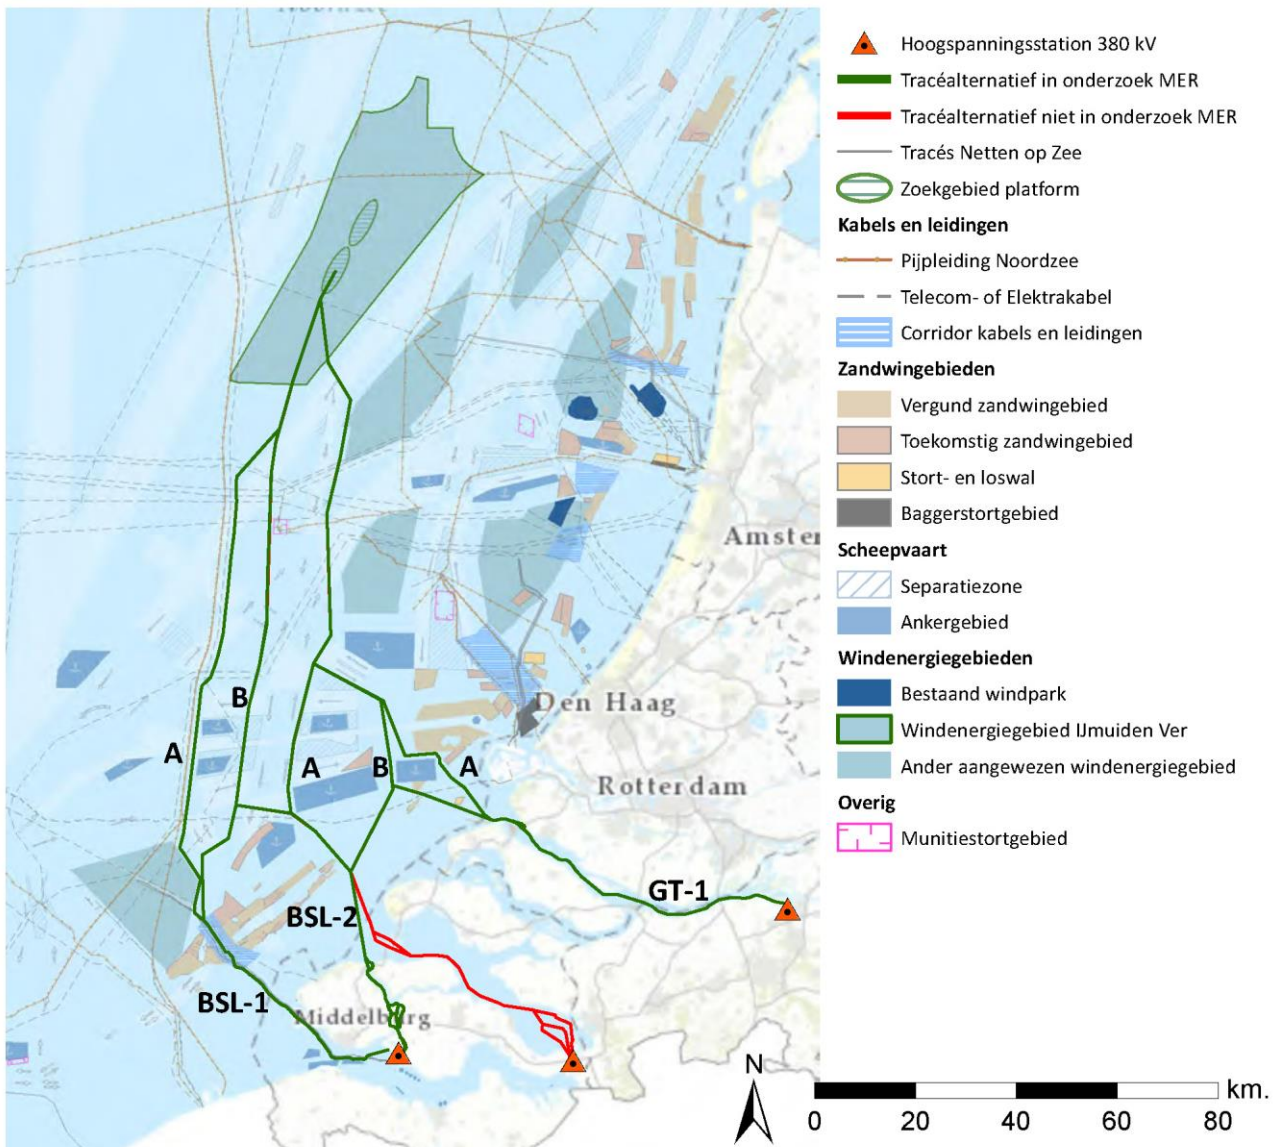 Hoogspanningsstation 380 kV
Tracéalternatief in onderzoek MER
Tracéalternatief niet in onderzoek MER
Tracés Netten op Zee
Zoekgebied platform
Kabels en leidingen
Pijpleiding Noordzee
Telecom- of Elektrakabel
Corridor kabels en leidingen
Zandwingebieden
Vergund zandwingebied
Toekomstig zandwingebied
Stort- en loswal
Baggerstortgebied
Scheepvaart
Separatiezone
Ankergebied
Windenergiegebieden
Bestaand windpark
Windenergiegebied IJmuiden Ver
Ander aangewezen windenergiegebied
Overig
Munitiestortgebied
Amster
Den Haag
Rotterdam
B
A
A
B
A
GT-1
BSL-2
BSL-1
Middelburg
N
km.
0 20 40 60 80